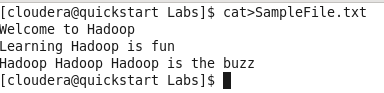 [cloudera@quickstart Labs]$ cat>SampleFile.txt
Welcome to Hadoop
Learning Hadoop is fun
Hadoop Hadoop Hadoop is the buzz
[cloudera@quickstart Labs]$